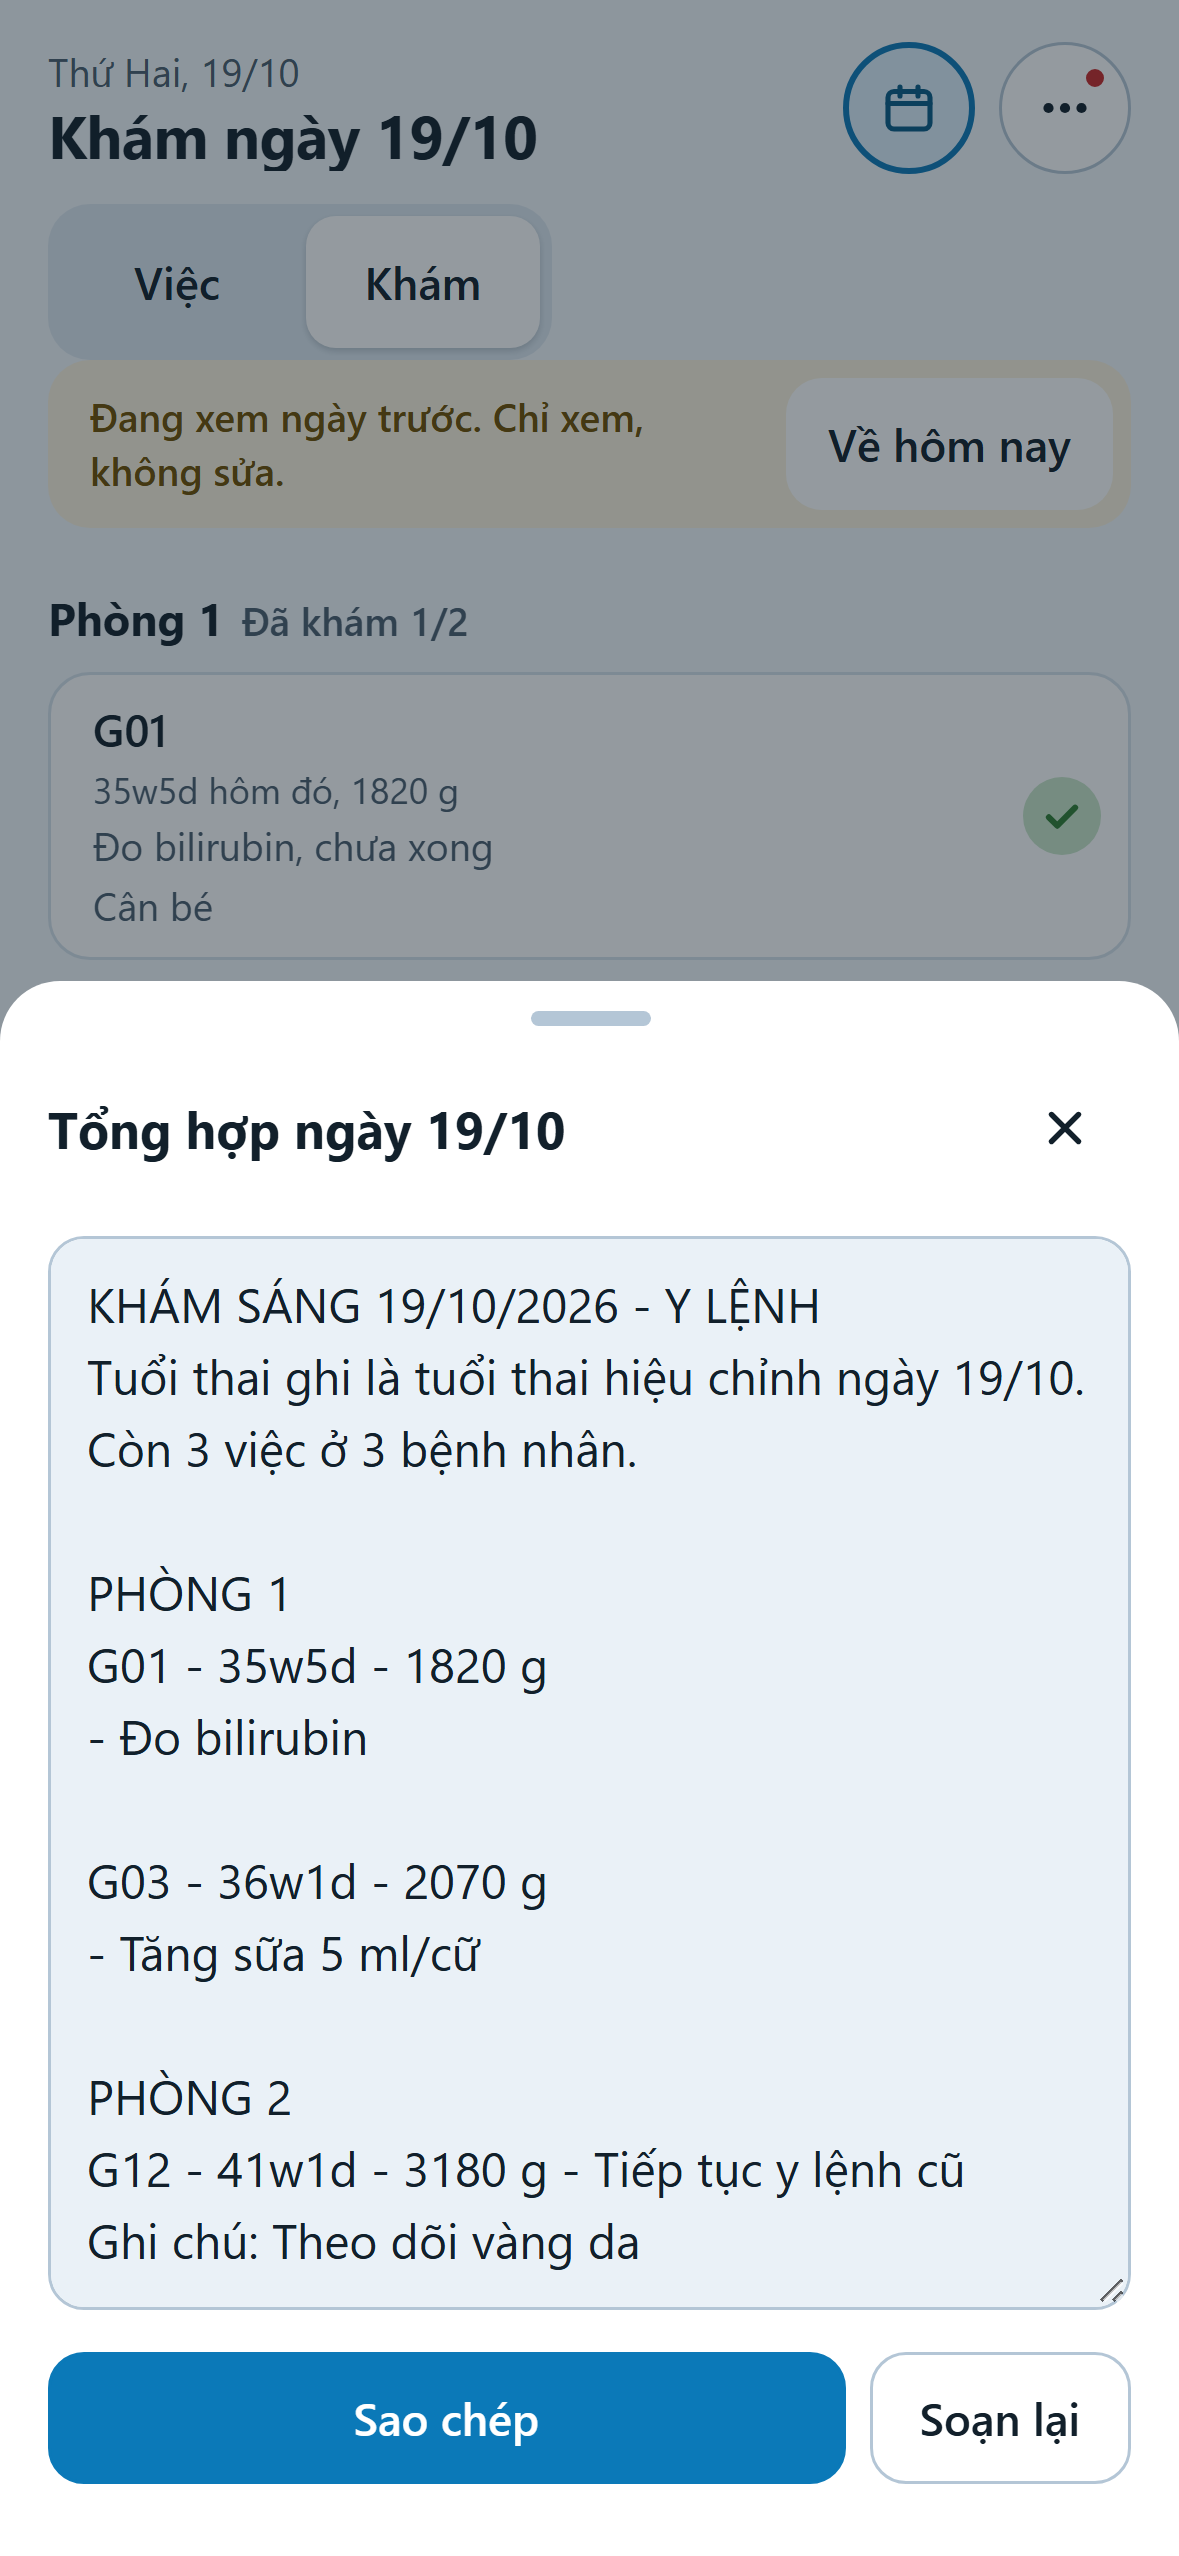 Thứ Hai, 19/10
Khám ngày 19/10
Việc
Khám
Đang xem ngày trước. Chỉ xem,
không sửa.
Về hôm nay
Phòng 1 Đã khám 1/2
G01
35w5d hôm đó, 1820 g
Đo bilirubin, chưa xong
Cân bé
Tổng hợp ngày 19/10
KHÁM SÁNG 19/10/2026 - Y LỆNH
Tuổi thai ghi là tuổi thai hiệu chỉnh ngày 19/10.
Còn 3 việc ở 3 bệnh nhân.
PHÒNG 1
G01 - 35w5d - 1820 g
- Đo bilirubin
G03 - 36w1d - 2070 g
- Tăng sữa 5 ml/cữ
PHÒNG 2
G12 - 41w1d - 3180 g - Tiếp tục y lệnh cũ
Ghi chú: Theo dõi vàng da
Sao chép
Soạn lại